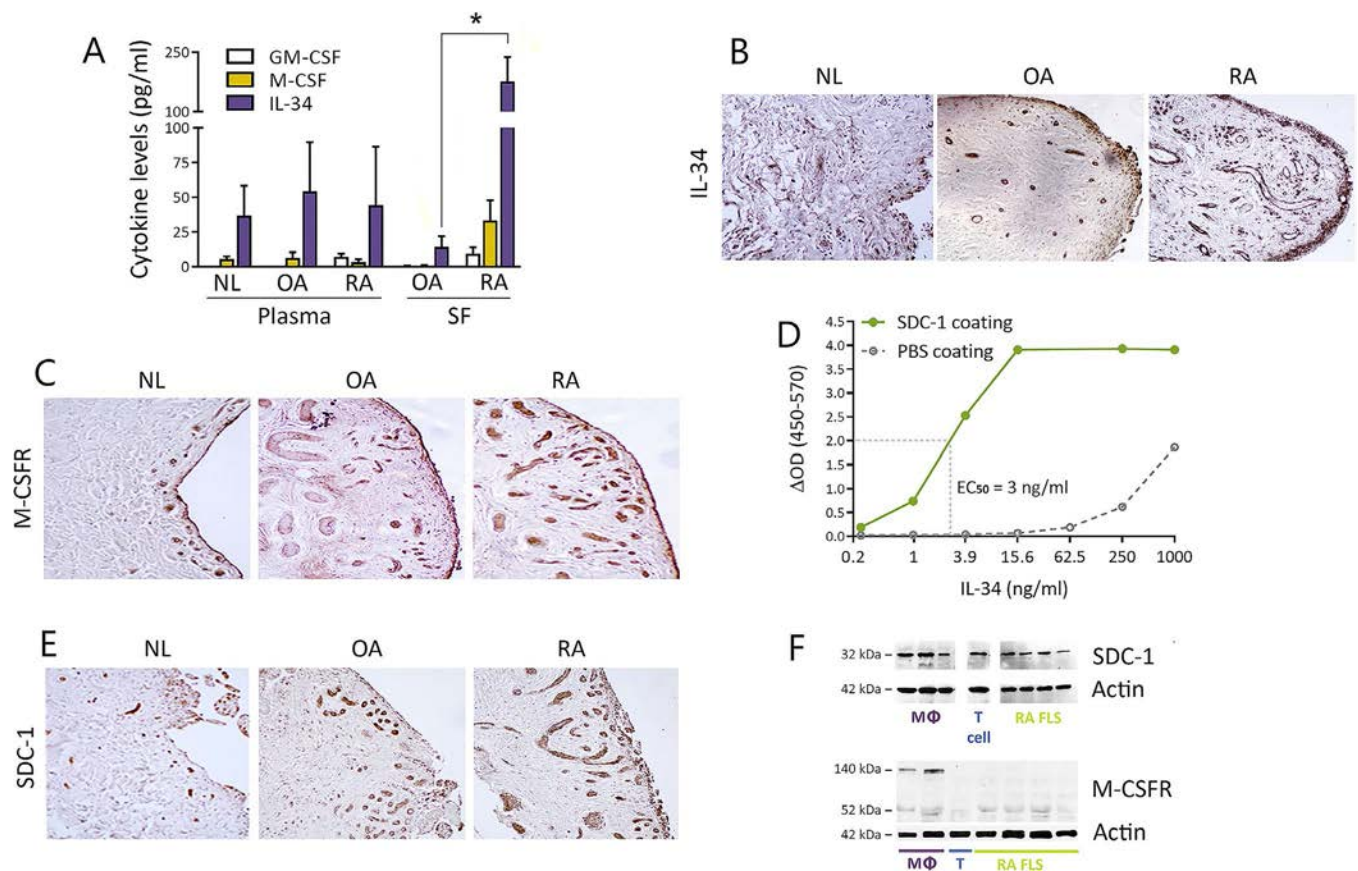 A
Cytokine levels (pg/ml)
GM-CSF
M-CSF
IL-34
*
250
100
100
75
50
25
0
NL OA RA OA RA
Plasma SF
B
NL OA RA
IL-34
C
NL OA RA
M-CSFR
D
SDC-1 coating
PBS coating
ΔOD (450-570)
4.5
4.0
3.5
3.0
2.5
2.0
1.5
1.0
0.5
0.0
EC50 = 3 ng/ml
0.2 1 3.9 15.6 62.5 250 1000
IL-34 (ng/ml)
E
NL OA RA
SDC-1
F
32 kDa SDC-1
42 kDa Actin
MΦ T cell RA FLS
140 kDa
M-CSFR
52 kDa
42 kDa Actin
MΦ T RA FLS